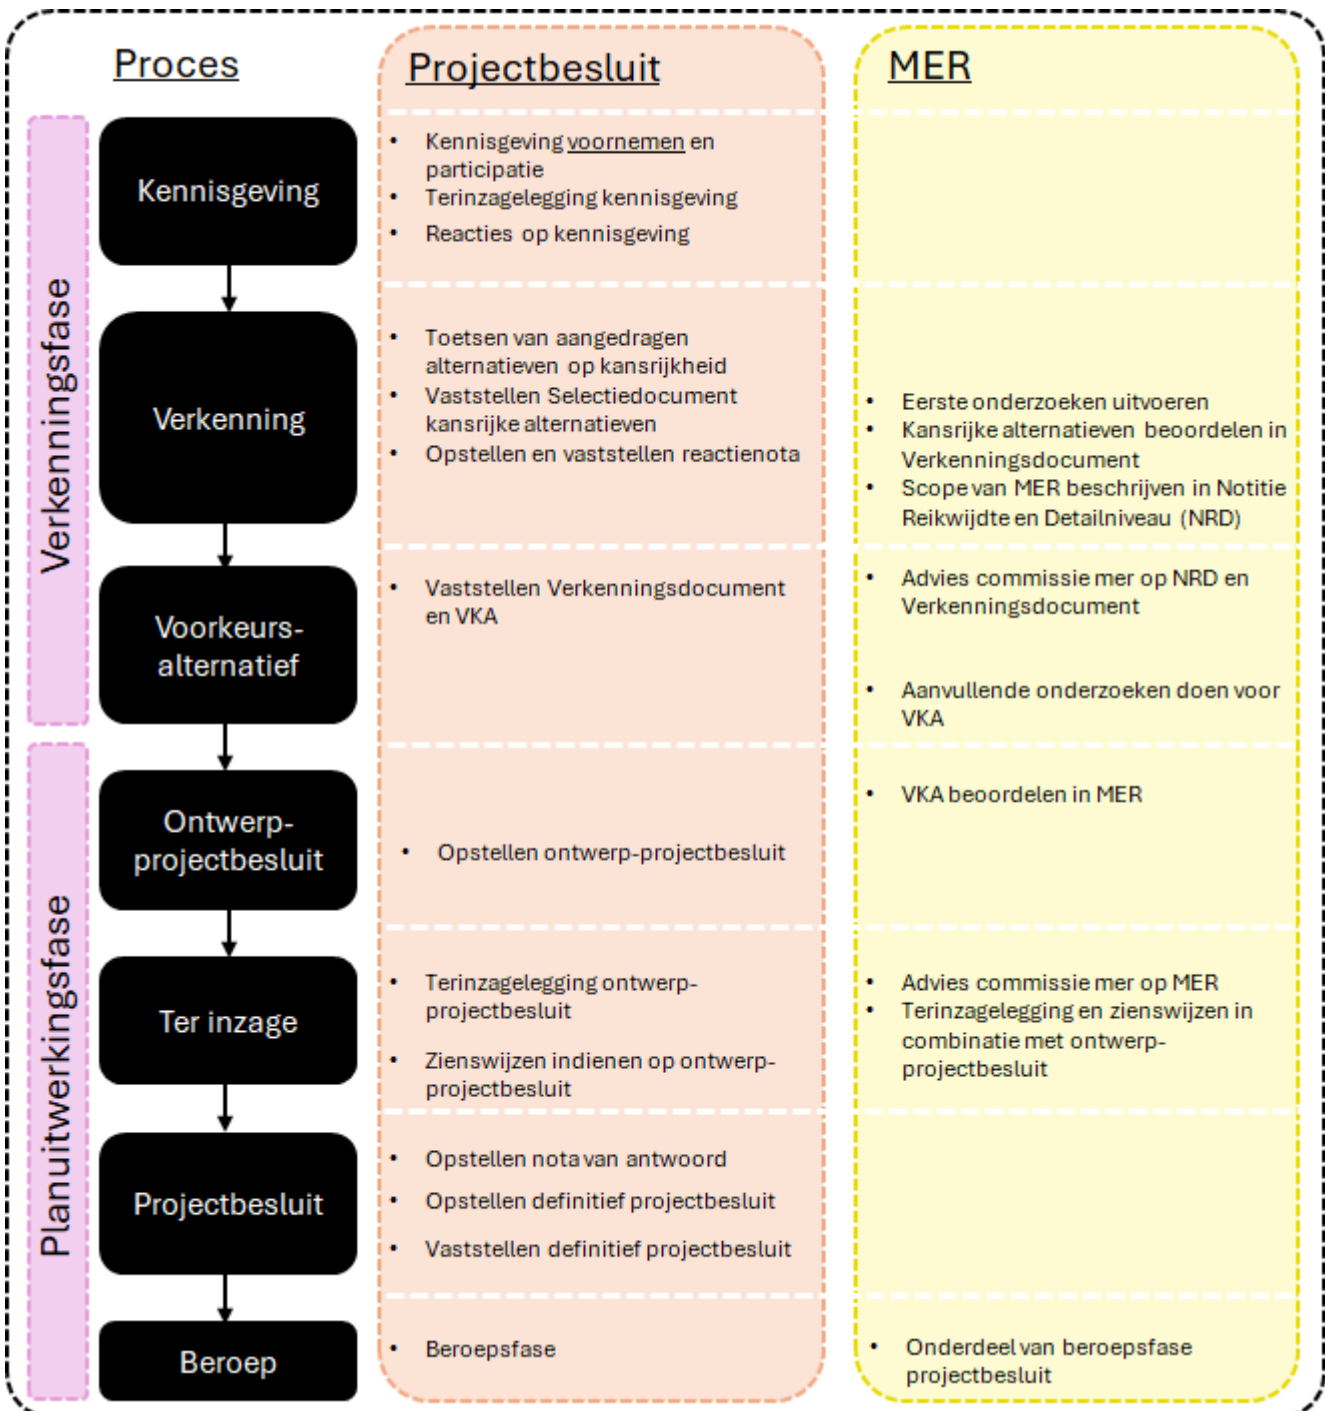 Proces
Projectbesluit
MER
Verkenningsfase
Kennisgeving
• Kennisgeving voornemen en
participatie
• Terinzagelegging kennisgeving
• Reacties op kennisgeving
Verkenning
• Toetsen van aangedragen
alternatieven op kansrijkheid
• Vaststellen Selectiedocument
kansrijke alternatieven
• Opstellen en vaststellen reactienota
• Eerste onderzoeken uitvoeren
• Kansrijke alternatieven beoordelen in
Verkenningsdocument
• Scope van MER beschrijven in Notitie
Reikwijdte en Detailniveau (NRD)
Voorkeurs-
alternatief
• Vaststellen Verkenningsdocument
en VKA
• Advies commissie mer op NRD en
Verkenningsdocument
• Aanvullende onderzoeken doen voor
VKA
Planuitwerkingsfase
Ontwerp-
projectbesluit
• Opstellen ontwerp-projectbesluit
• VKA beoordelen in MER
Ter inzage
• Terinzagelegging ontwerp-
projectbesluit
• Zienswijzen indienen op ontwerp-
projectbesluit
• Advies commissie mer op MER
• Terinzagelegging en zienswijzen in
combinatie met ontwerp-
projectbesluit
Projectbesluit
• Opstellen nota van antwoord
• Opstellen definitief projectbesluit
• Vaststellen definitief projectbesluit
Beroep
• Beroepsfase
• Onderdeel van beroepsfase
projectbesluit